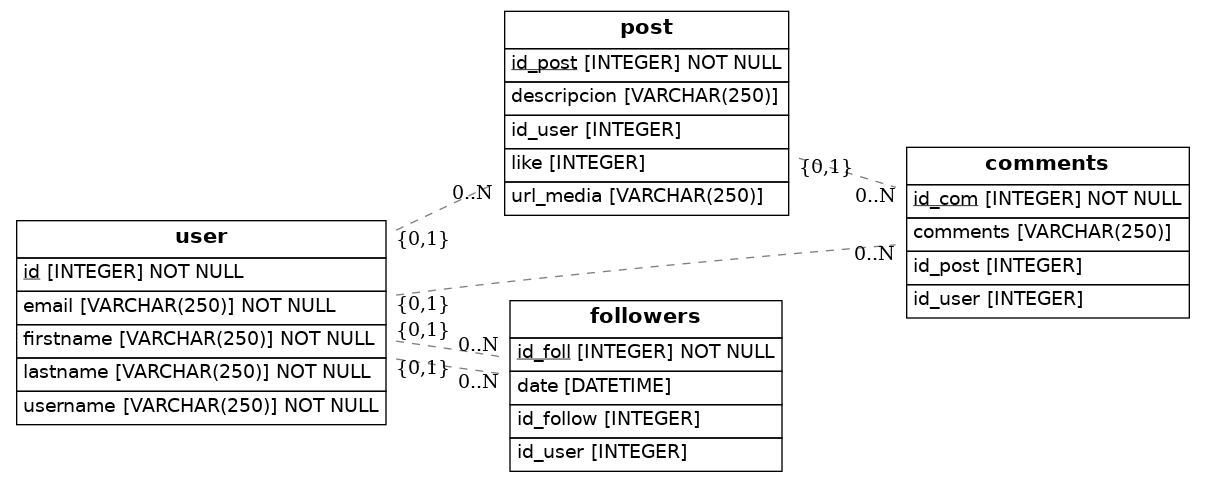 post
id_post [INTEGER] NOT NULL
descripcion [VARCHAR(250)]
id_user [INTEGER]
like [INTEGER]
url_media [VARCHAR(250)]
{0,1}
0..N
comments
id_com [INTEGER] NOT NULL
comments [VARCHAR(250)]
id_post [INTEGER]
id_user [INTEGER]
0..N
{0,1}
user
id [INTEGER] NOT NULL
email [VARCHAR(250)] NOT NULL
firstname [VARCHAR(250)] NOT NULL
lastname [VARCHAR(250)] NOT NULL
username [VARCHAR(250)] NOT NULL
0..N
{0,1}
{0,1}
0..N
{0,1}
0..N
followers
id_foll [INTEGER] NOT NULL
date [DATETIME]
id_follow [INTEGER]
id_user [INTEGER]